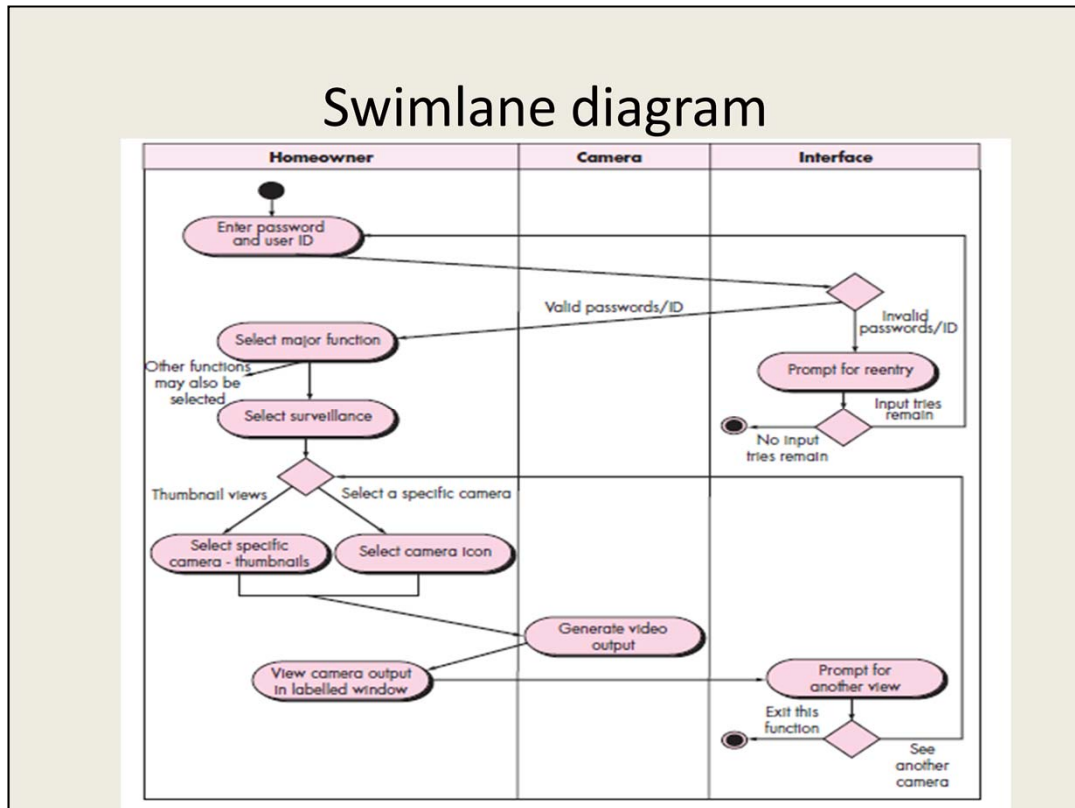 Swimlane diagram
Homeowner
Camera
Interface
Enter password
and user ID
Valid passwords/ID
Invalid
passwords/ID
Select major function
Prompt for reentry
Other functions
may also be
selected
Input tries
remain
Select surveillance
No input
tries remain
Thumbnail views
Select a specific camera
Select specific
camera - thumbnails
Select camera icon
Generate video
output
View camera output
in labelled window
Prompt for
another view
Exit this
function
See
another
camera